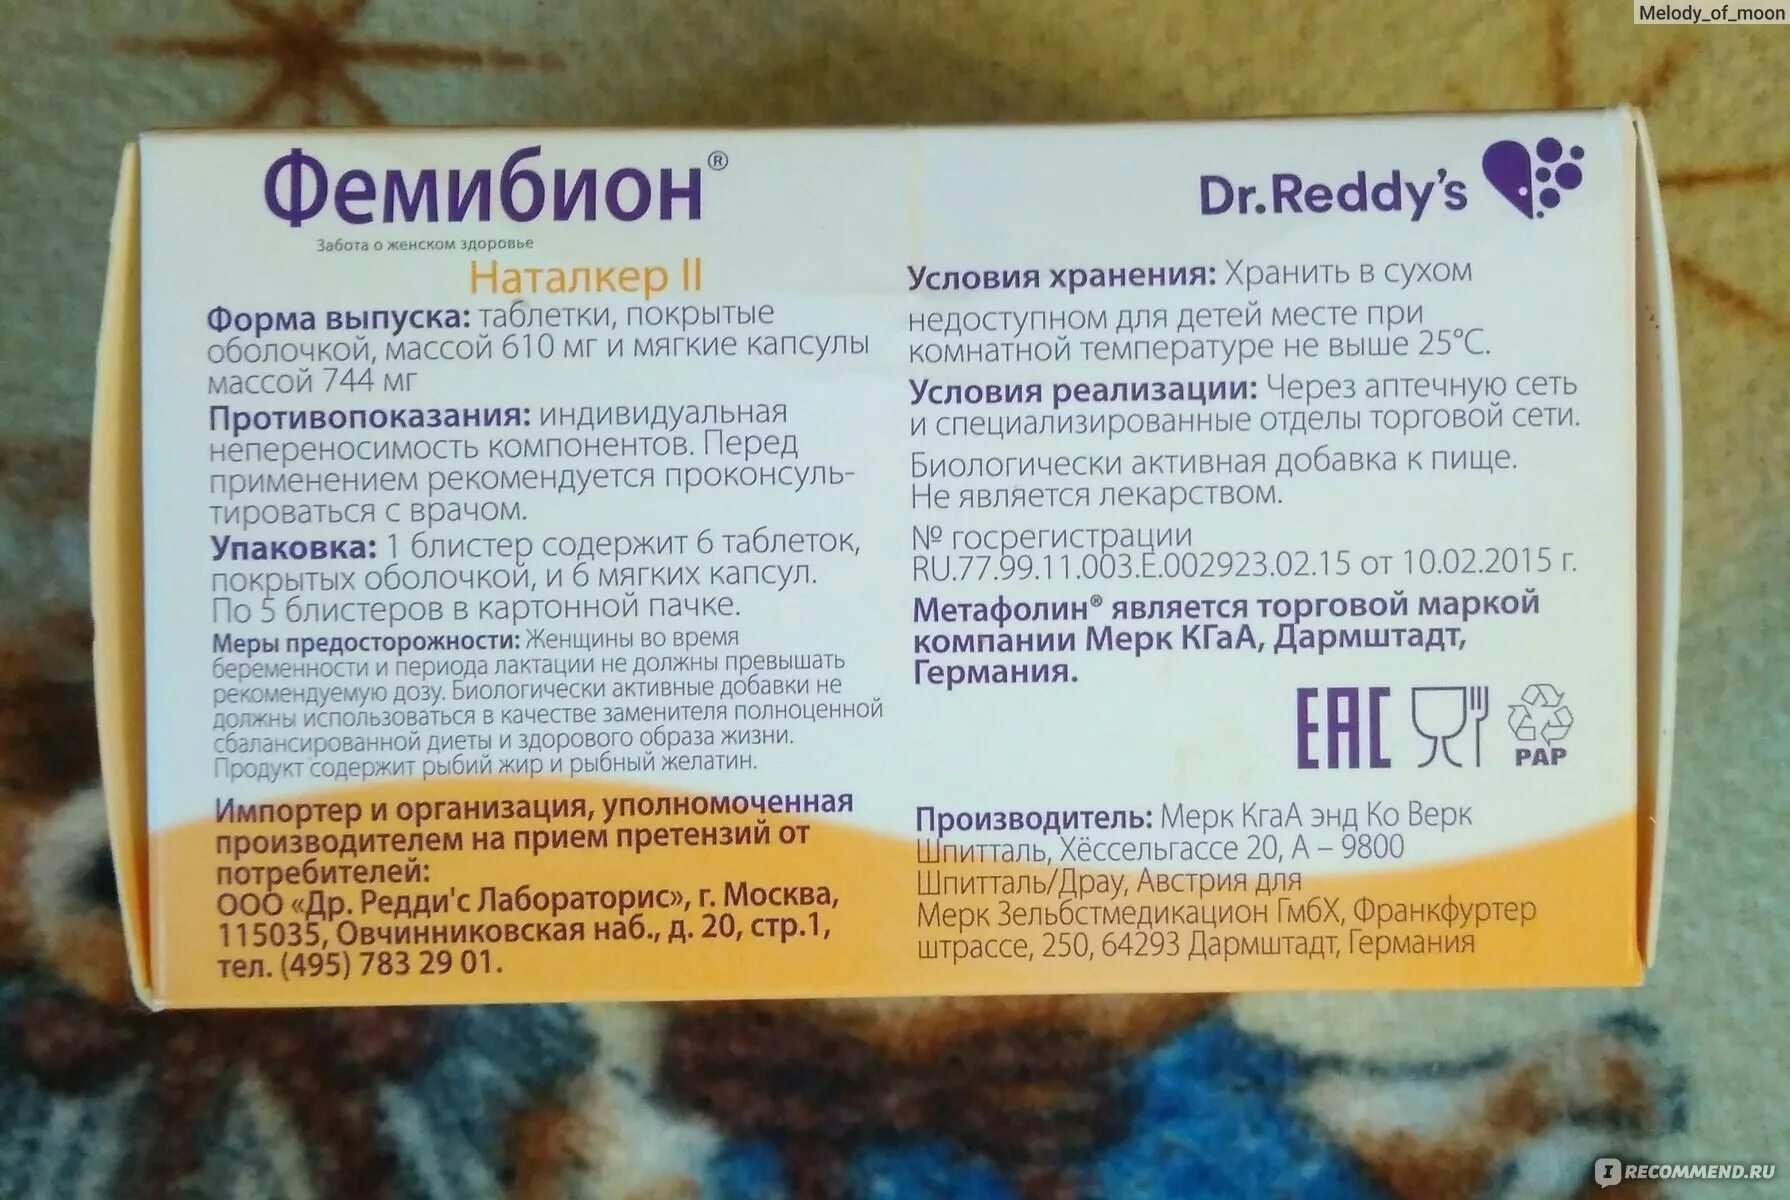 Melody_of_moon
Фемибион®
Забота о женском здоровье
Наталкер II
Форма выпуска: таблетки, покрытые
оболочкой, массой 610 мг и мягкие капсулы
массой 744 мг
Противопоказания: индивидуальная
непереносимость компонентов. Перед
применением рекомендуется проконсуль-
тироваться с врачом.
Упаковка: 1 блистер содержит 6 таблеток,
покрытых оболочкой, и 6 мягких капсул.
По 5 блистеров в картонной пачке.
Меры предосторожности: Женщины во время
беременности и периода лактации не должны превышать
рекомендуемую дозу. Биологически активные добавки не
должны использоваться в качестве заменителя полноценной
сбалансированной диеты и здорового образа жизни.
Продукт содержит рыбий жир и рыбный желатин.
Импортер и организация, уполномоченная
производителем на прием претензий от
потребителей:
ООО «Др. Редди'с Лабораторис», г. Москва,
115035, Овчинниковская наб., д. 20, стр.1,
тел. (495) 783 29 01.
Dr.Reddy's
Условия хранения: Хранить в сухом
недоступном для детей месте при
комнатной температуре не выше 25°С.
Условия реализации: Через аптечную сеть
и специализированные отделы торговой сети.
Биологически активная добавка к пище.
Не является лекарством.
№ госрегистрации
RU.77.99.11.003.Е.002923.02.15 от 10.02.2015 г.
Метафолин® является торговой маркой
компании Мерк КГаА, Дармштадт,
Германия.
EAC
PAP
Производитель: Мерк КгаА энд Ко Верк
Шпитталь, Хёссельгассе 20, А – 9800
Шпитталь/Драу, Австрия для
Мерк Зельбстмедикацион ГмбХ, Франкфуртер
штрассе, 250, 64293 Дармштадт, Германия
IRECOMMEND.RU